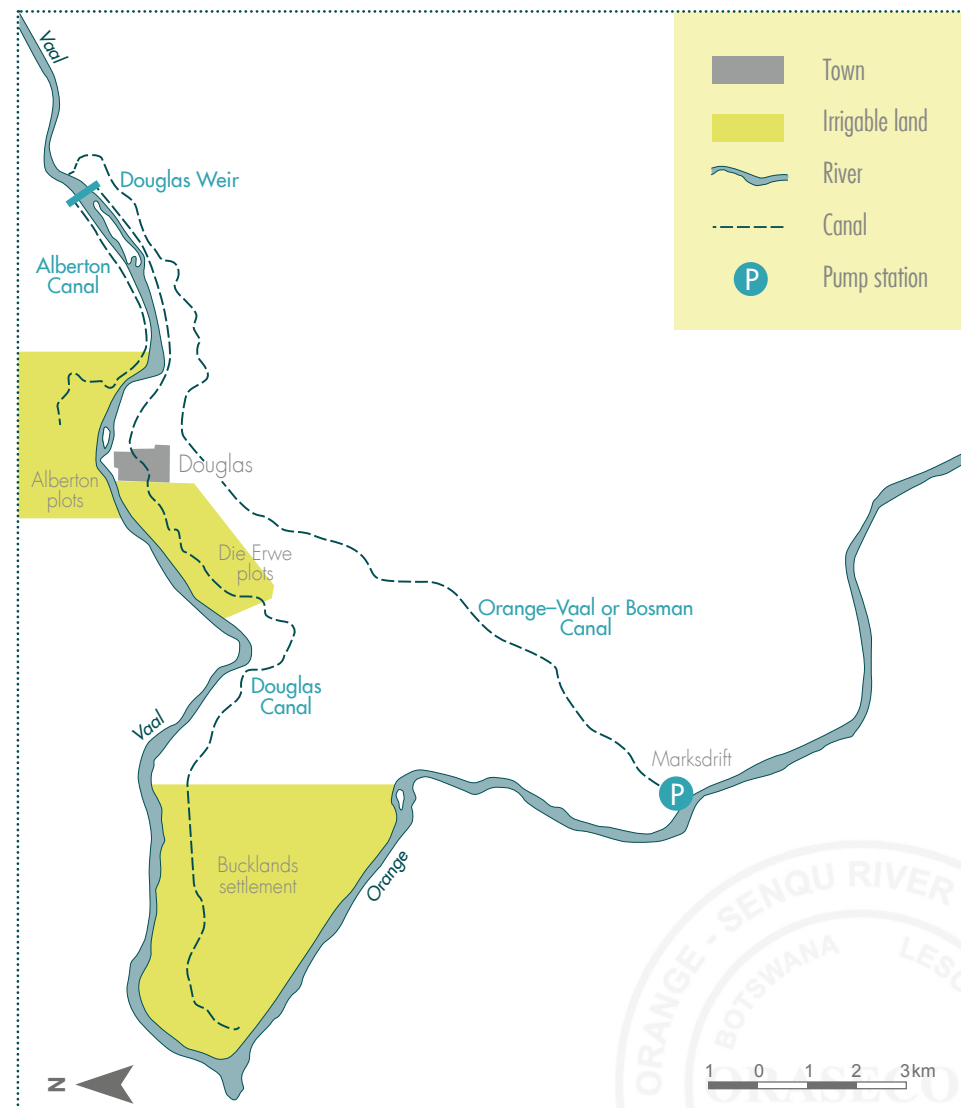 Vaal
Douglas Weir
Alberton
Canal
Alberton
plots
Douglas
Die Erwe
plots
Orange–Vaal or Bosman
Canal
Douglas
Canal
Vaal
Marksdrift
P
Bucklands
settlement
Orange
Town
Irrigable land
River
Canal
P
Pump station
N
1 0 1 2 3 km
ORANGE - SENQU RIVER
BOTSWANA
ORASECO